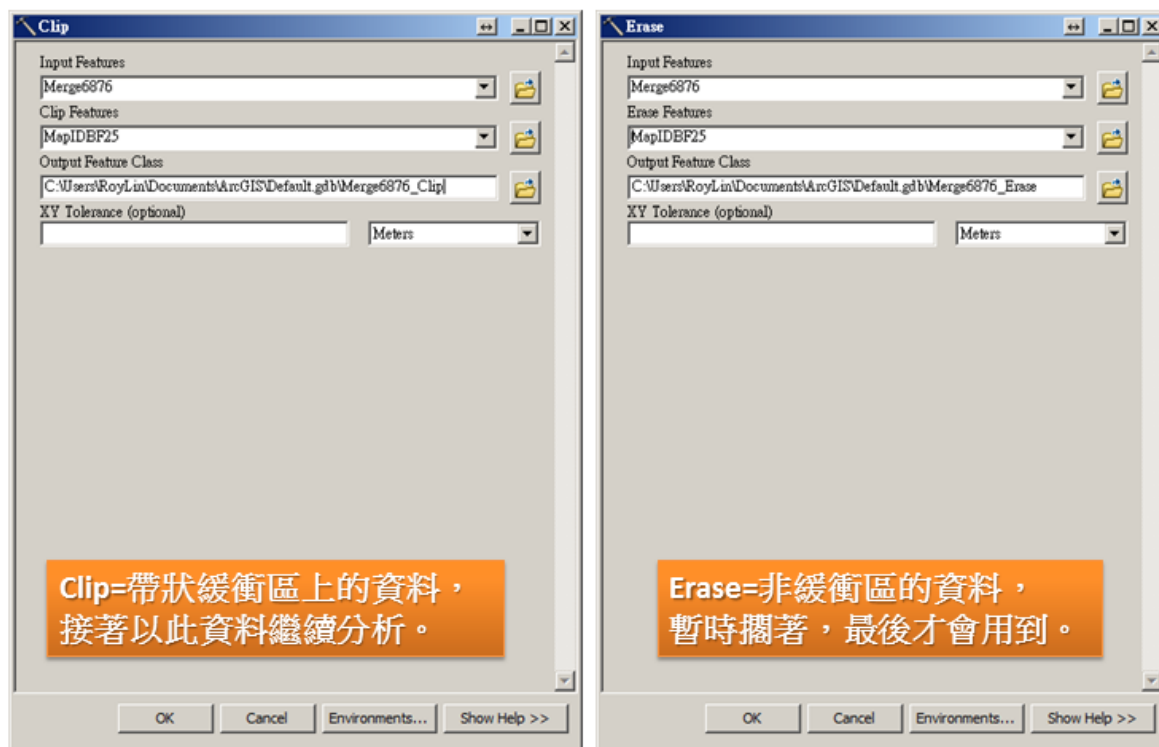 Clip
Input Features
Merge6876
Clip Features
MapIDBF25
Output Feature Class
C:\Users\RoyLin\Documents\ArcGIS\Default.gdb\Merge6876_Clip
XY Tolerance (optional)
Meters
Clip=帶狀緩衝區上的資料，
接著以此資料繼續分析。
OK
Cancel
Environments...
Show Help >>
Erase
Input Features
Merge6876
Erase Features
MapIDBF25
Output Feature Class
C:\Users\RoyLin\Documents\ArcGIS\Default.gdb\Merge6876_Erase
XY Tolerance (optional)
Meters
Erase=非緩衝區的資料，
暫時擱著，最後才會用到。
OK
Cancel
Environments...
Show Help >>